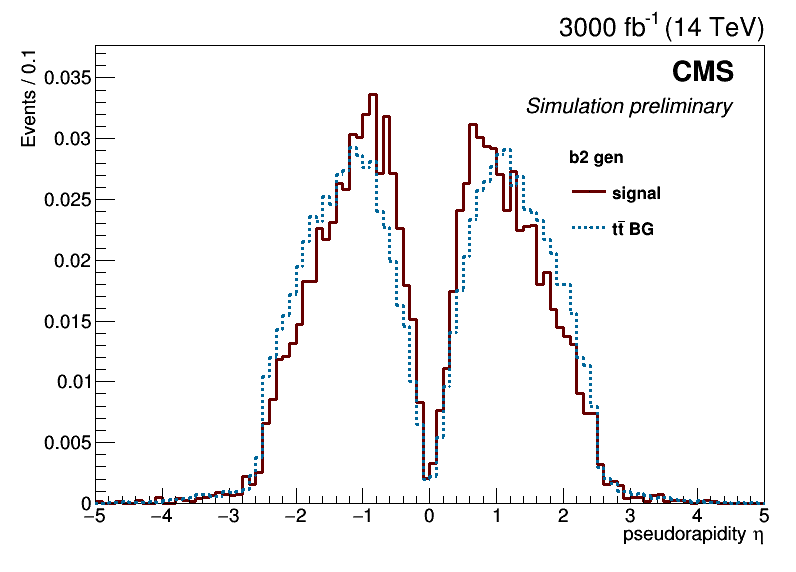 3000 fb⁻¹ (14 TeV)
Events / 0.1
CMS
Simulation preliminary
b2 gen
signal
tt̄ BG
0.035
0.03
0.025
0.02
0.015
0.01
0.005
0
−5 −4 −3 −2 −1 0 1 2 3 4 5
pseudorapidity η